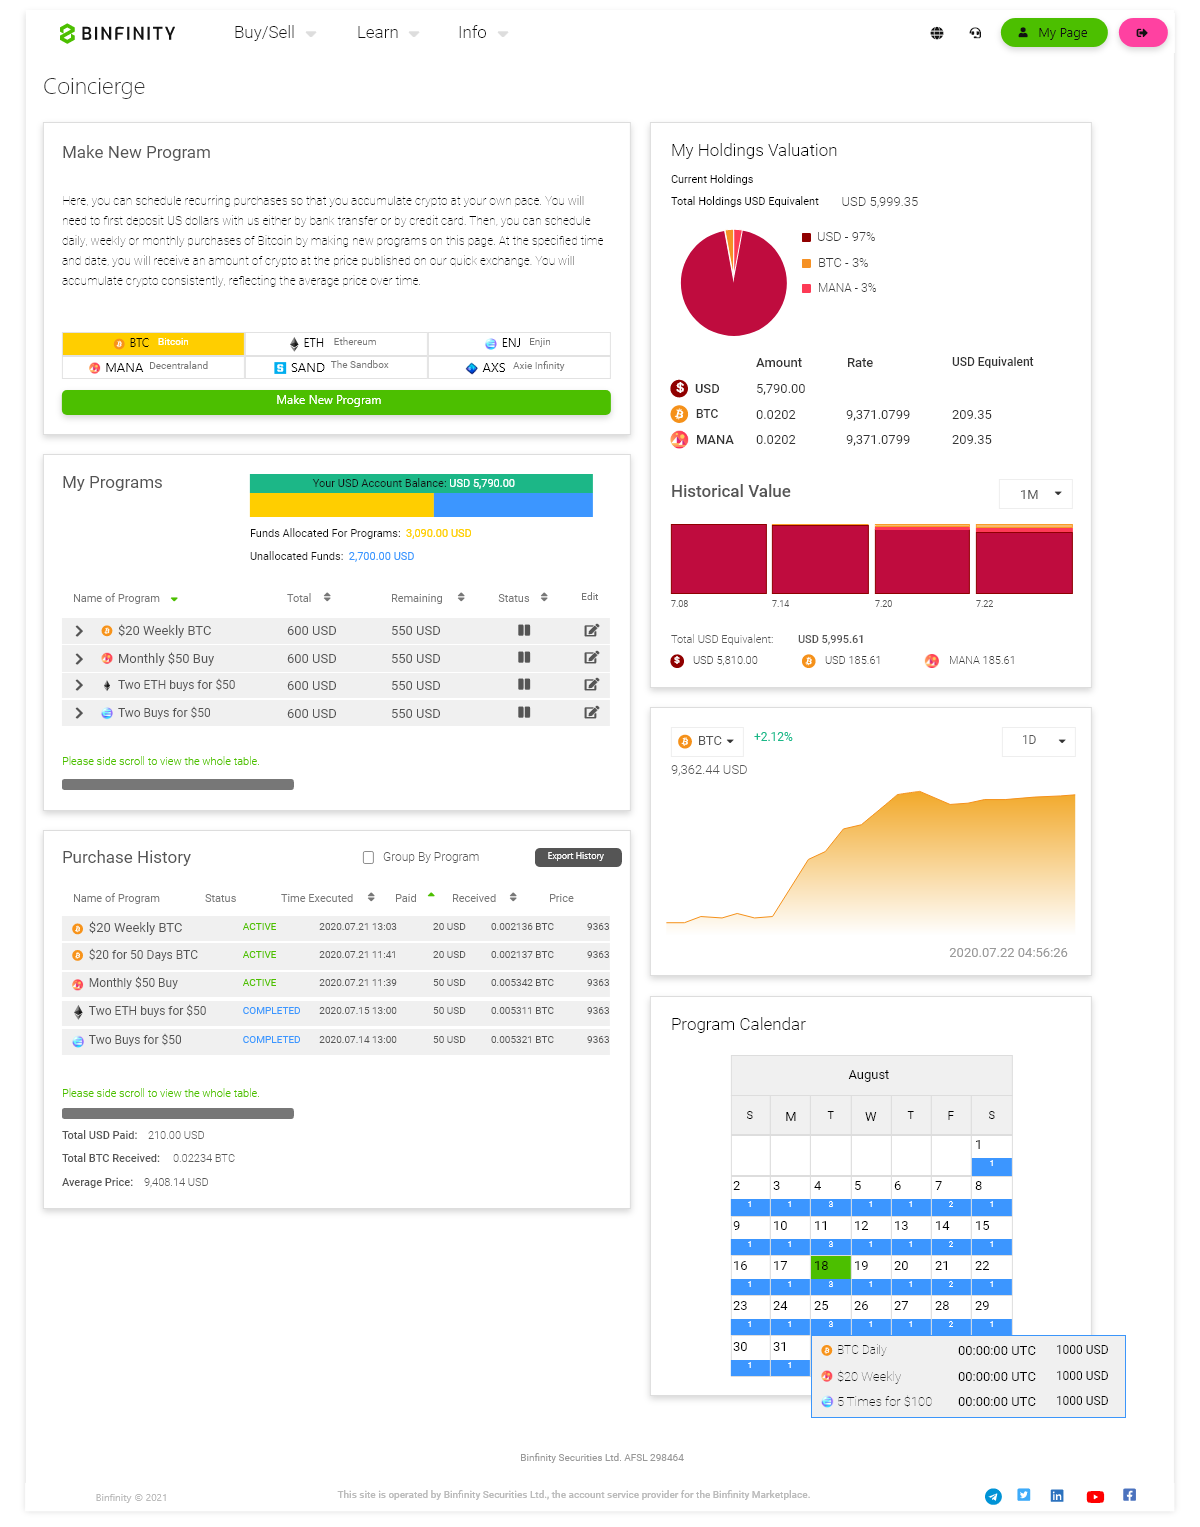 BINFINITY Buy/Sell Learn Info My Page
Coincierge
Make New Program
Here, you can schedule recurring purchases so that you accumulate crypto at your own pace. You will
need to first deposit US dollars with us either by bank transfer or by credit card. Then, you can schedule
daily, weekly or monthly purchases of Bitcoin by making new programs on this page. At the specified time
and date, you will receive an amount of crypto at the price published on our quick exchange. You will
accumulate crypto consistently, reflecting the average price over time.
BTC Bitcoin ETH Ethereum ENJ Enjin
MANA Decentraland SAND The Sandbox AXS Axie Infinity
Make New Program
My Programs
Your USD Account Balance: USD 5,790.00
Funds Allocated For Programs: 3,090.00 USD
Unallocated Funds: 2,700.00 USD
Name of Program Total Remaining Status Edit
$20 Weekly BTC 600 USD 550 USD
Monthly $50 Buy 600 USD 550 USD
Two ETH buys for $50 600 USD 550 USD
Two Buys for $50 600 USD 550 USD
Please side scroll to view the whole table.
Purchase History Group By Program Export History
Name of Program Status Time Executed Paid Received Price
$20 Weekly BTC ACTIVE 2020.07.21 13:03 20 USD 0.002136 BTC 9363
$20 for 50 Days BTC ACTIVE 2020.07.21 11:41 20 USD 0.002137 BTC 9363
Monthly $50 Buy ACTIVE 2020.07.21 11:39 50 USD 0.005342 BTC 9363
Two ETH buys for $50 COMPLETED 2020.07.15 13:00 50 USD 0.005311 BTC 9363
Two Buys for $50 COMPLETED 2020.07.14 13:00 50 USD 0.005321 BTC 9363
Please side scroll to view the whole table.
Total USD Paid: 210.00 USD
Total BTC Received: 0.02234 BTC
Average Price: 9,408.14 USD
My Holdings Valuation
Current Holdings
Total Holdings USD Equivalent USD 5,999.35
USD - 97%
BTC - 3%
MANA - 3%
Amount Rate USD Equivalent
USD 5,790.00
BTC 0.0202 9,371.0799 209.35
MANA 0.0202 9,371.0799 209.35
Historical Value 1M
7.08 7.14 7.20 7.22
Total USD Equivalent: USD 5,995.61
USD 5,810.00 USD 185.61 MANA 185.61
BTC +2.12% 1D
9,362.44 USD
2020.07.22 04:56:26
Program Calendar
August
S M T W T F S
1
1
2 3 4 5 6 7 8
1 1 3 1 1 2 1
9 10 11 12 13 14 15
1 1 3 1 1 2 1
16 17 18 19 20 21 22
1 1 3 1 1 2 1
23 24 25 26 27 28 29
1 1 3 1 1 2 1
30 31
1 1
BTC Daily 00:00:00 UTC 1000 USD
$20 Weekly 00:00:00 UTC 1000 USD
5 Times for $100 00:00:00 UTC 1000 USD
Binfinity Securities Ltd. AFSL 298464
Binfinity © 2021 This site is operated by Binfinity Securities Ltd., the account service provider for the Binfinity Marketplace.